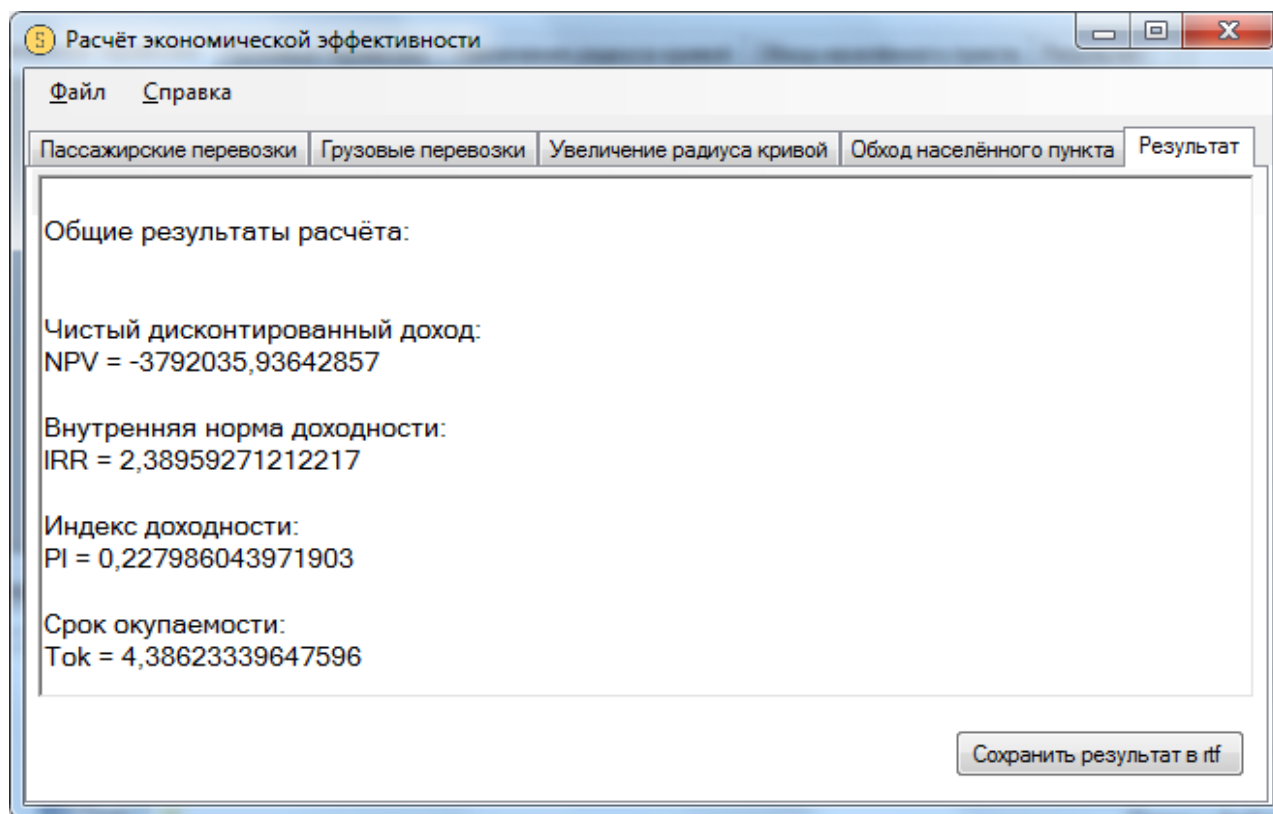 Расчёт экономической эффективности
Файл Справка
Пассажирские перевозки Грузовые перевозки Увеличение радиуса кривой Обход населённого пункта Результат
Общие результаты расчёта:
Чистый дисконтированный доход:
NPV = -3792035,93642857
Внутренняя норма доходности:
IRR = 2,38959271212217
Индекс доходности:
PI = 0,227986043971903
Срок окупаемости:
Tok = 4,38623339647596
Сохранить результат в rtf